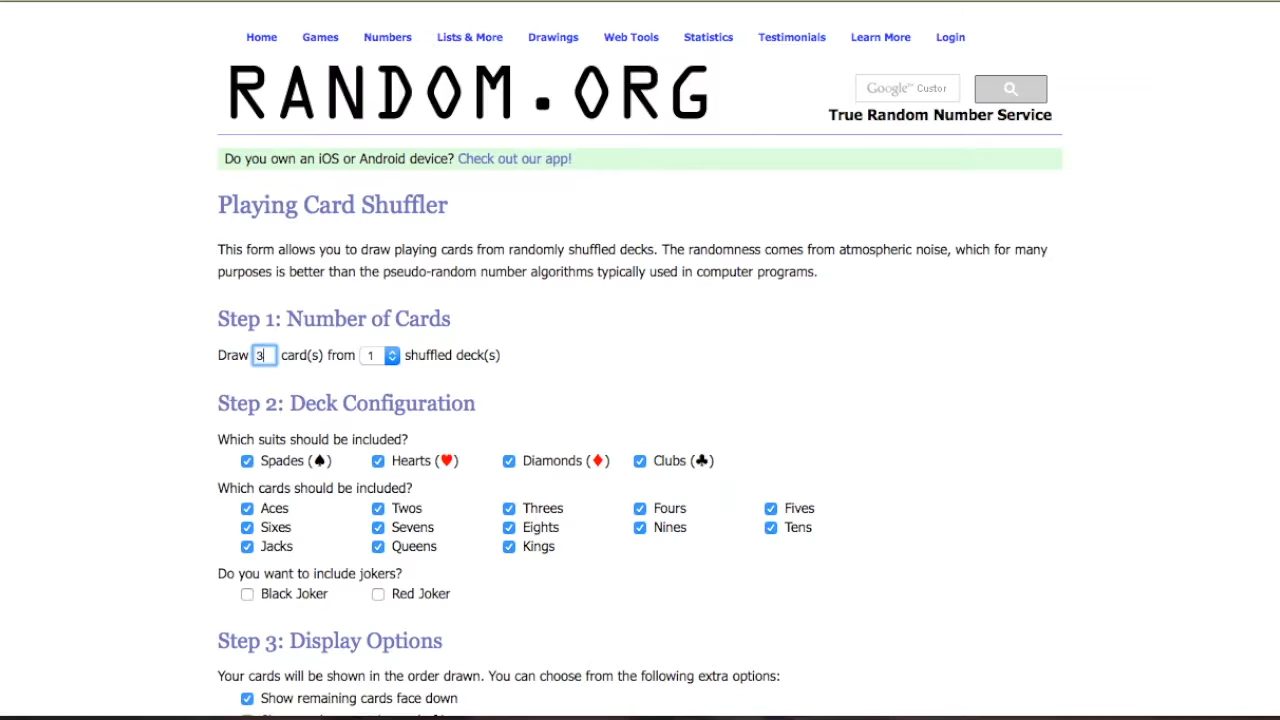 Home Games Numbers Lists & More Drawings Web Tools Statistics Testimonials Learn More Login
RANDOM.ORG
Google™ Custor
True Random Number Service
Do you own an iOS or Android device? Check out our app!
Playing Card Shuffler
This form allows you to draw playing cards from randomly shuffled decks. The randomness comes from atmospheric noise, which for many
purposes is better than the pseudo-random number algorithms typically used in computer programs.
Step 1: Number of Cards
Draw 3 card(s) from 1 shuffled deck(s)
Step 2: Deck Configuration
Which suits should be included?
Spades (♠) Hearts (♥) Diamonds (♦) Clubs (♣)
Which cards should be included?
Aces Twos Threes Fours Fives
Sixes Sevens Eights Nines Tens
Jacks Queens Kings
Do you want to include jokers?
Black Joker Red Joker
Step 3: Display Options
Your cards will be shown in the order drawn. You can choose from the following extra options:
Show remaining cards face down